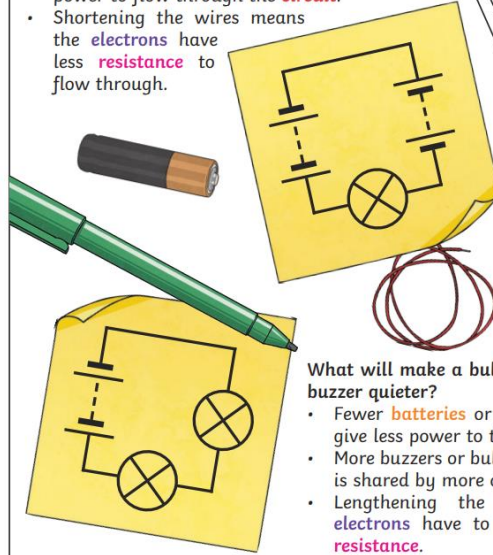 power to flow through the circuit.
• Shortening the wires means
the electrons have
less resistance to
flow through.
What will make a bul
buzzer quieter?
• Fewer batteries or
give less power to t
• More buzzers or bul
is shared by more c
• Lengthening the
electrons have to
resistance.